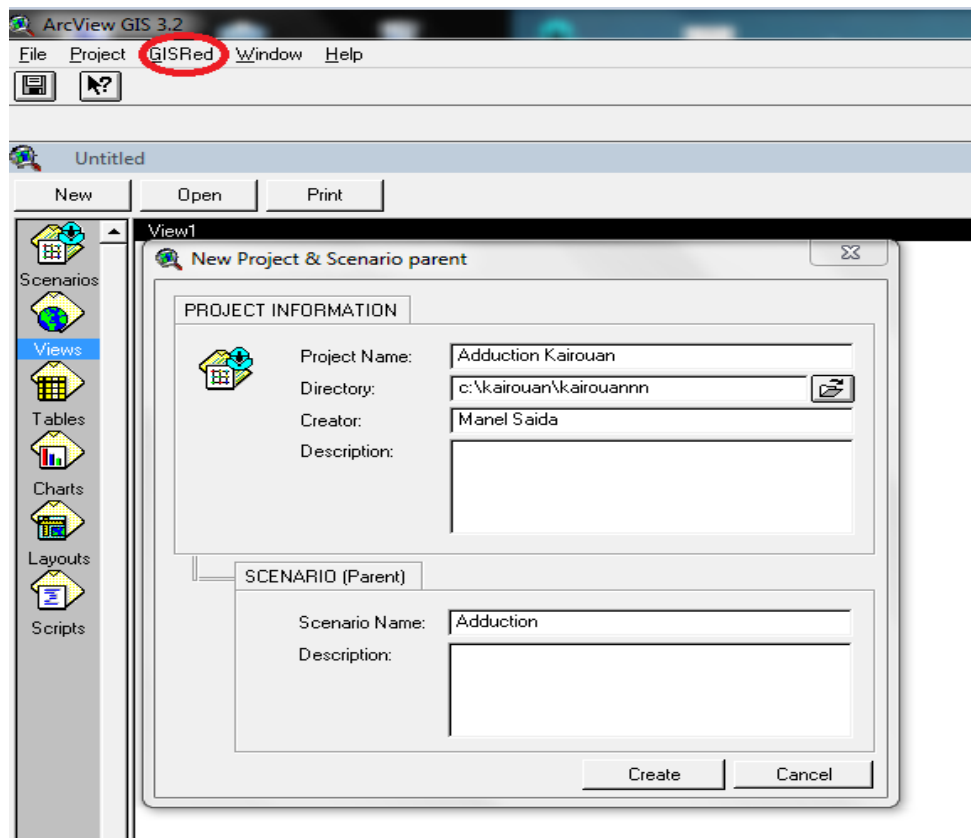 ArcView GIS 3.2
File Project GISRed Window Help
Untitled
New Open Print
Scenarios
Views
Tables
Charts
Layouts
Scripts
View1
New Project & Scenario parent
PROJECT INFORMATION
Project Name: Adduction Kairouan
Directory: c:\kairouan\kairouannn
Creator: Manel Saida
Description:
SCENARIO (Parent)
Scenario Name: Adduction
Description:
Create Cancel